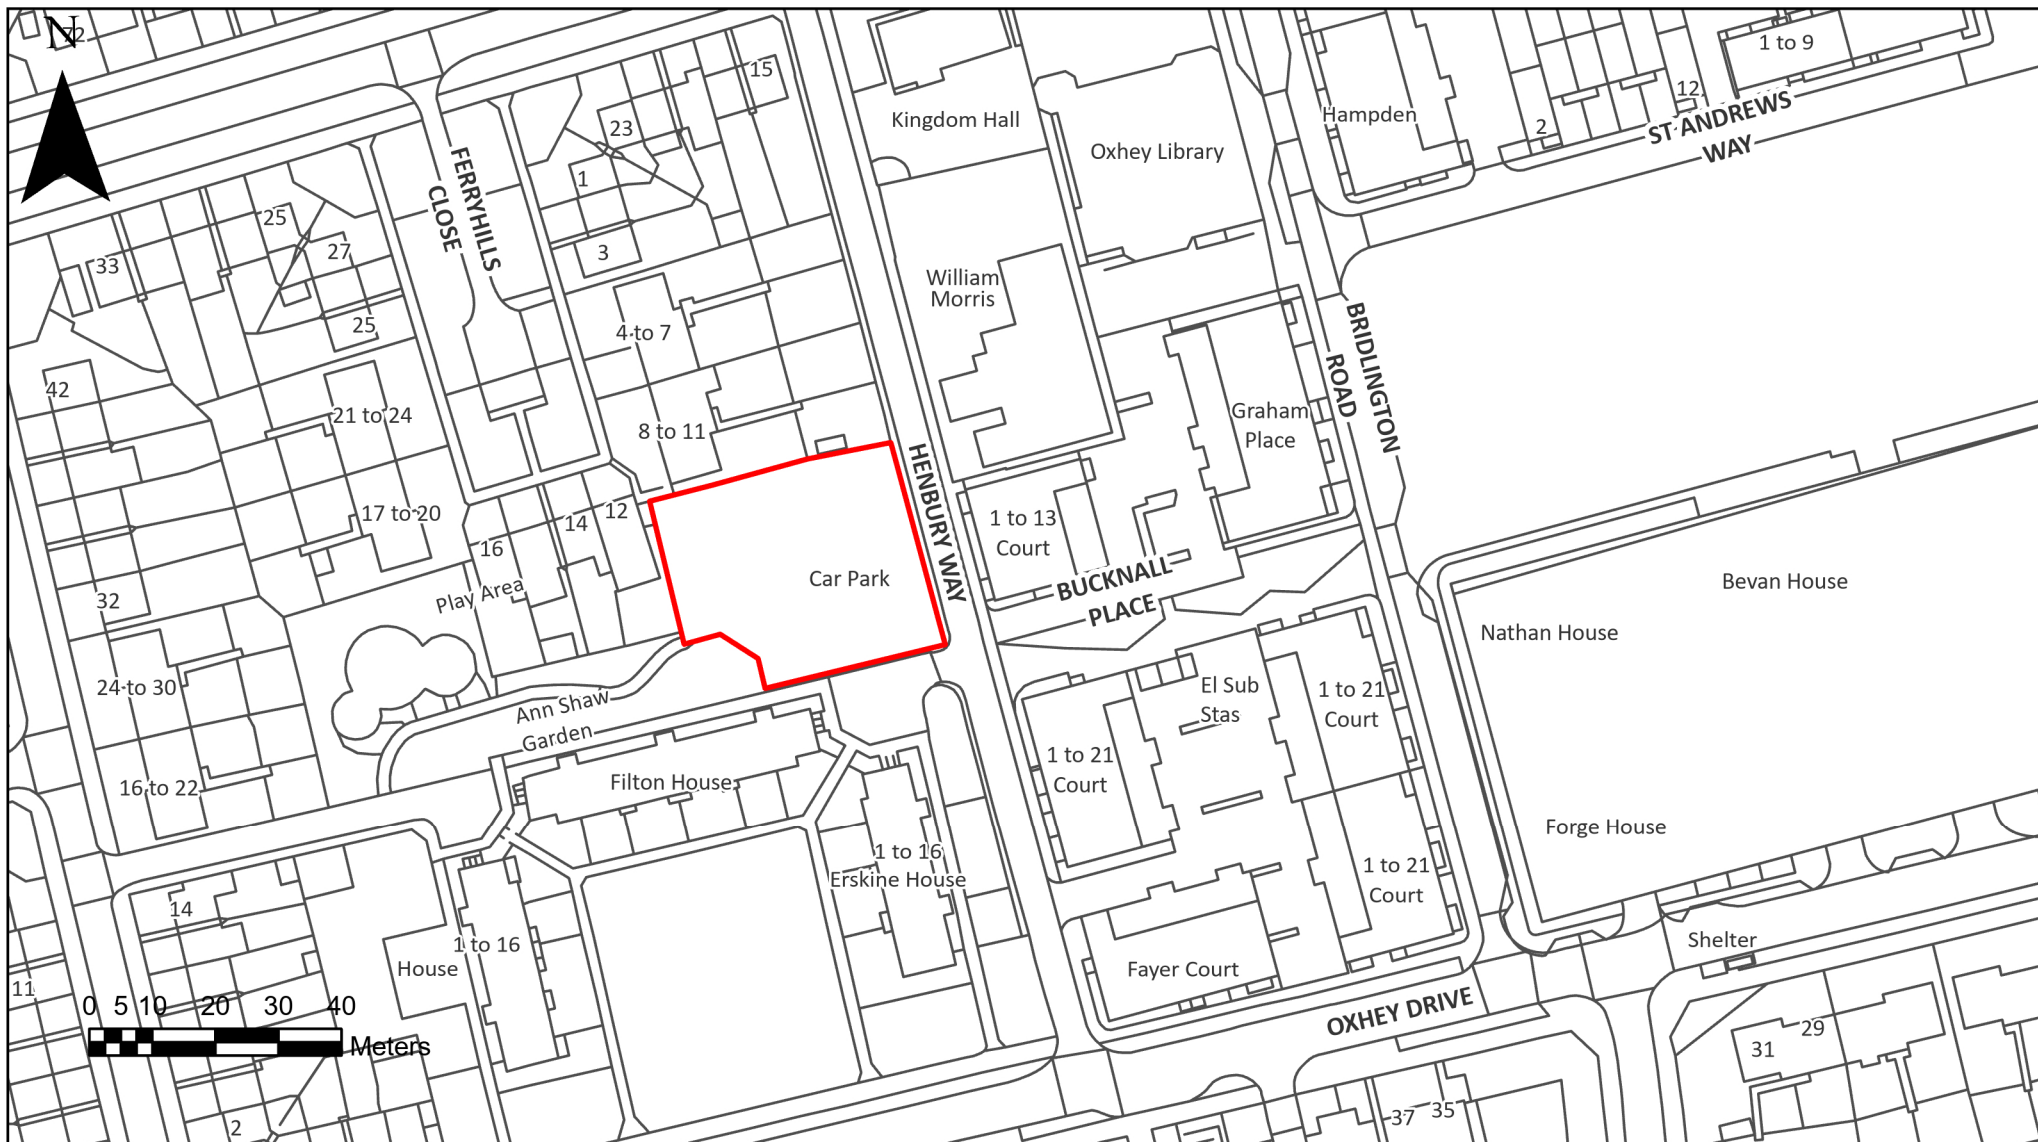 N
72
15
1 to 9
12
2
ST ANDREWS
WAY
Kingdom Hall
Oxhey Library
Hampden
23
1
3
FERRYHILLS
CLOSE
25
27
33
25
William
Morris
4 to 7
42
21 to 24
8 to 11
BRIDLINGTON
ROAD
Graham
Place
HENBURY WAY
17 to 20
16
14
12
1 to 13
Court
Car Park
BUCKNALL
PLACE
Play Area
32
Bevan House
Nathan House
24 to 30
Ann Shaw
Garden
El Sub
Stas
1 to 21
Court
1 to 21
Court
16 to 22
Filton House
Forge House
1 to 16
Erskine House
1 to 21
Court
14
1 to 16
House
Fayer Court
Shelter
11
OXHEY DRIVE
0 5 10 20 30 40
Meters
29
31
37
35
2